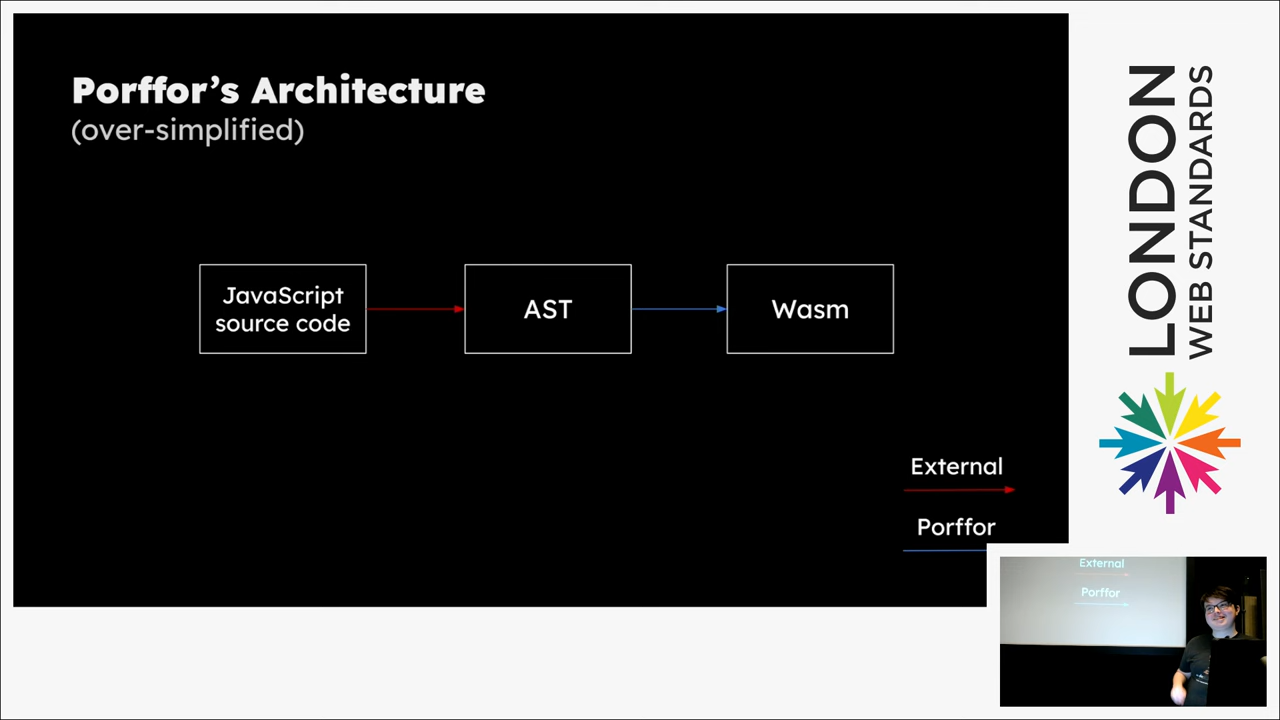 Porffor's Architecture
(over-simplified)
JavaScript
source code
AST
Wasm
External
Porffor
LONDON
WEB STANDARDS
External
Porffor